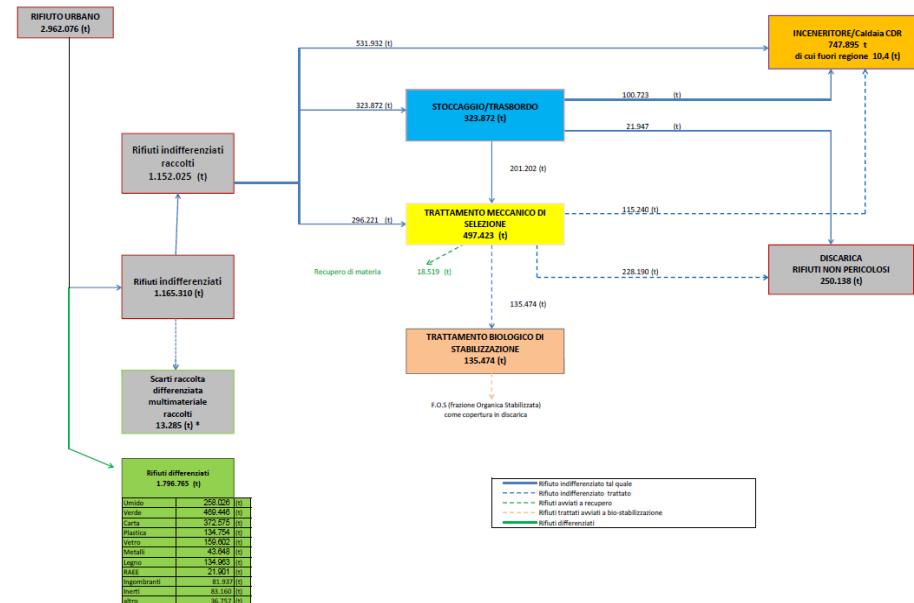 RIFIUTO URBANO
2.962.076 (t)
INCENERITORE/Caldaia CDR
747.895 t
di cui fuori regione 10,4 (t)
531.932 (t)
323.872 (t)
STOCCAGGIO/TRASBORDO
323.872 (t)
100.723 (t)
21.947 (t)
Rifiuti indifferenziati
raccolti
1.152.025 (t)
201.202 (t)
296.221 (t)
TRATTAMENTO MECCANICO DI
SELEZIONE
497.423 (t)
115.240 (t)
Rifiuti indifferenziati
1.165.310 (t)
Recupero di materia
18.519 (t)
228.190 (t)
DISCARICA
RIFIUTI NON PERICOLOSI
250.138 (t)
135.474 (t)
TRATTAMENTO BIOLOGICO DI
STABILIZZAZIONE
135.474 (t)
Scarti raccolta
differenziata
multimateriale
raccolti
13.285 (t) *
F.O.S (frazione Organica Stabilizzata)
come copertura in discarica
Rifiuti differenziati
1.796.765 (t)
Umido 258.026 (t)
Verde 469.446 (t)
Carta 372.575 (t)
Plastica 134.754 (t)
Vetro 159.602 (t)
Metalli 43.648 (t)
Legno 134.963 (t)
RAEE 21.901 (t)
Ingombranti 81.937 (t)
Inerti 83.160 (t)
altro 36.757 (t)
Rifiuto indifferenziato tal quale
Rifiuto indifferenziato trattato
Rifiuti avviati a recupero
Rifiuti trattati avviati a bio-stabilizzazione
Rifiuti differenziati